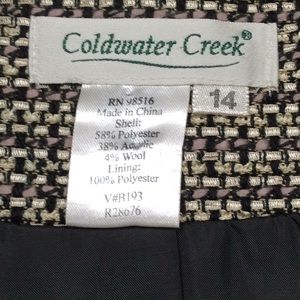 Coldwater Creek®
14
RN 98516
Made in China
Shell:
58% Polyester
38% Acrylic
4% Wool
Lining:
100% Polyester
V#B193
R28676